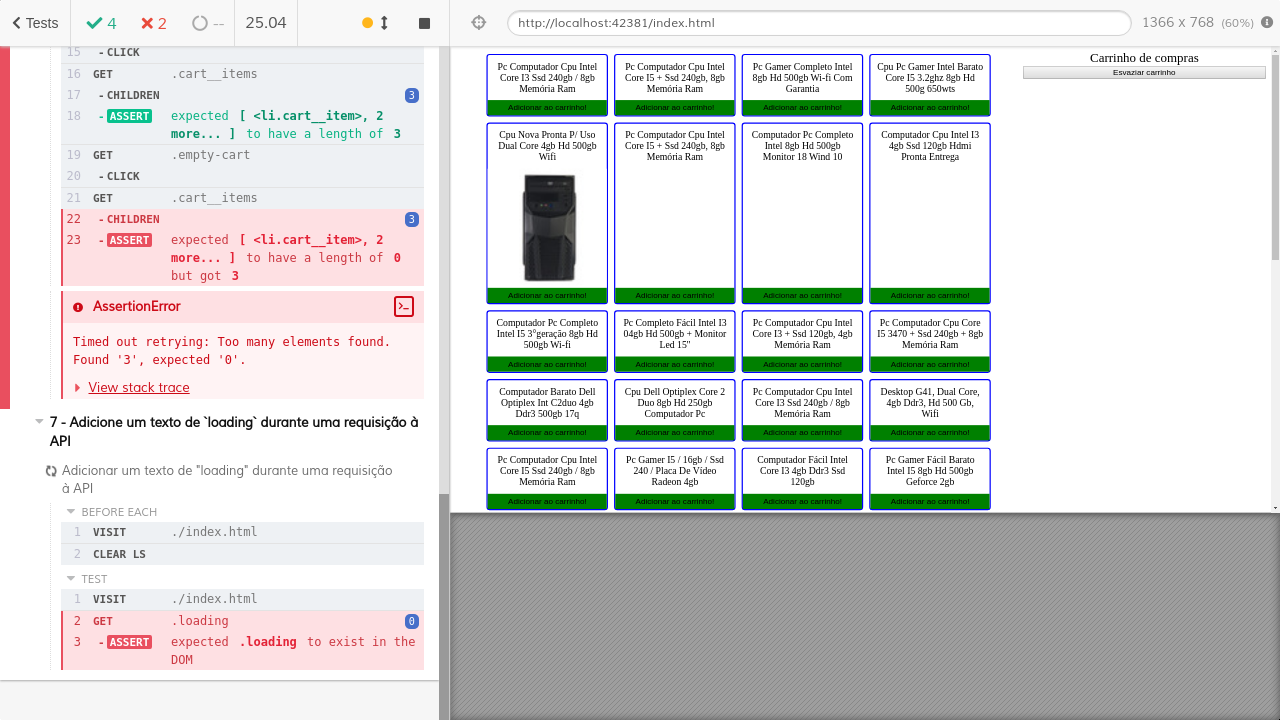 Tests
4
2
--
25.04
http://localhost:42381/index.html
1366 x 768 (60%)
15 -CLICK
16 GET .cart__items
17 -CHILDREN 3
18 -ASSERT expected [ <li.cart__item>, 2
more... ] to have a length of 3
19 GET .empty-cart
20 -CLICK
21 GET .cart__items
22 -CHILDREN 3
23 -ASSERT expected [ <li.cart__item>, 2
more... ] to have a length of 0
but got 3
AssertionError
Timed out retrying: Too many elements found.
Found '3', expected '0'.
View stack trace
7 - Adicione um texto de `loading` durante uma requisição à
API
Adicionar um texto de "loading" durante uma requisição
à API
BEFORE EACH
1 VISIT ./index.html
2 CLEAR LS
TEST
1 VISIT ./index.html
2 GET .loading 0
3 -ASSERT expected .loading to exist in the
DOM
Pc Computador Cpu Intel
Core I3 Ssd 240gb / 8gb
Memória Ram
Adicionar ao carrinho!
Pc Computador Cpu Intel
Core I5 + Ssd 240gb, 8gb
Memória Ram
Adicionar ao carrinho!
Pc Gamer Completo Intel
8gb Hd 500gb Wi-fi Com
Garantia
Adicionar ao carrinho!
Cpu Pc Gamer Intel Barato
Core I5 3.2ghz 8gb Hd
500g 650wts
Adicionar ao carrinho!
Cpu Nova Pronta P/ Uso
Dual Core 4gb Hd 500gb
Wifi
Adicionar ao carrinho!
Pc Computador Cpu Intel
Core I5 + Ssd 240gb, 8gb
Memória Ram
Adicionar ao carrinho!
Computador Pc Completo
Intel 8gb Hd 500gb
Monitor 18 Wind 10
Adicionar ao carrinho!
Computador Cpu Intel I3
4gb Ssd 120gb Hdmi
Pronta Entrega
Adicionar ao carrinho!
Computador Pc Completo
Intel I5 3°geração 8gb Hd
500gb Wi-fi
Adicionar ao carrinho!
Pc Completo Fácil Intel I3
04gb Hd 500gb + Monitor
Led 15"
Adicionar ao carrinho!
Pc Computador Cpu Intel
Core I3 + Ssd 120gb, 4gb
Memória Ram
Adicionar ao carrinho!
Pc Computador Cpu Core
I5 3470 + Ssd 240gb + 8gb
Memória Ram
Adicionar ao carrinho!
Computador Barato Dell
Optiplex Int C2duo 4gb
Ddr3 500gb 17q
Adicionar ao carrinho!
Cpu Dell Optiplex Core 2
Duo 8gb Hd 250gb
Computador Pc
Adicionar ao carrinho!
Pc Computador Cpu Intel
Core I3 Ssd 240gb / 8gb
Memória Ram
Adicionar ao carrinho!
Desktop G41, Dual Core,
4gb Ddr3, Hd 500 Gb,
Wifi
Adicionar ao carrinho!
Pc Computador Cpu Intel
Core I5 Ssd 240gb / 8gb
Memória Ram
Adicionar ao carrinho!
Pc Gamer I5 / 16gb / Ssd
240 / Placa De Vídeo
Radeon 4gb
Adicionar ao carrinho!
Computador Fácil Intel
Core I3 4gb Ddr3 Ssd
120gb
Adicionar ao carrinho!
Pc Gamer Fácil Barato
Intel I5 8gb Hd 500gb
Geforce 2gb
Adicionar ao carrinho!
Carrinho de compras
Esvaziar carrinho